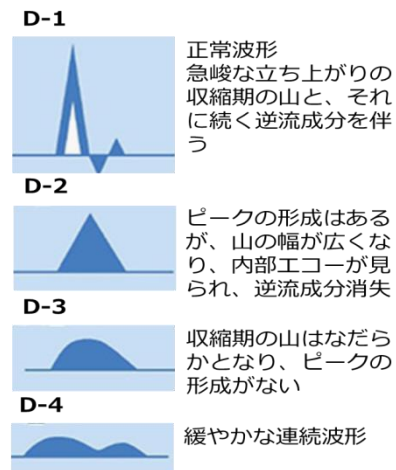 D-1
正常波形
急峻な立ち上がりの
収縮期の山と、それ
に続く逆流成分を伴
う
D-2
ピークの形成はある
が、山の幅が広くな
り、内部エコーが見
られ、逆流成分消失
D-3
収縮期の山はなだら
かとなり、ピークの
形成がない
D-4
緩やかな連続波形